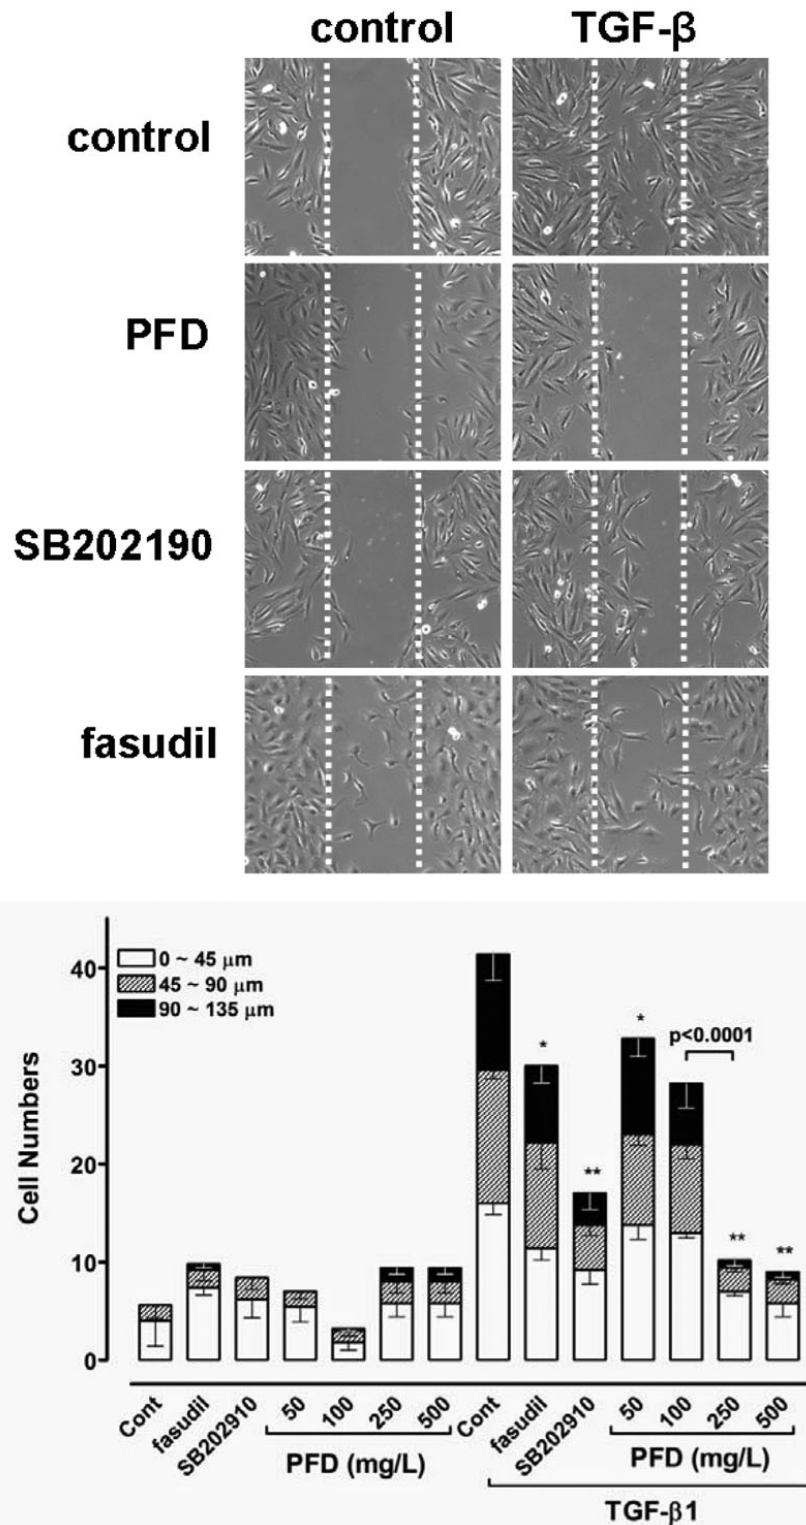 control TGF-β
control
PFD
SB202190
fasudil
0 ~ 45 μm
45 ~ 90 μm
90 ~ 135 μm
Cell Numbers
40
30
20
10
0
*
**
*
p<0.0001
**
**
Cont fasudil SB202910 50 100 250 500 Cont fasudil SB202910 50 100 250 500
PFD (mg/L) PFD (mg/L)
TGF-β1